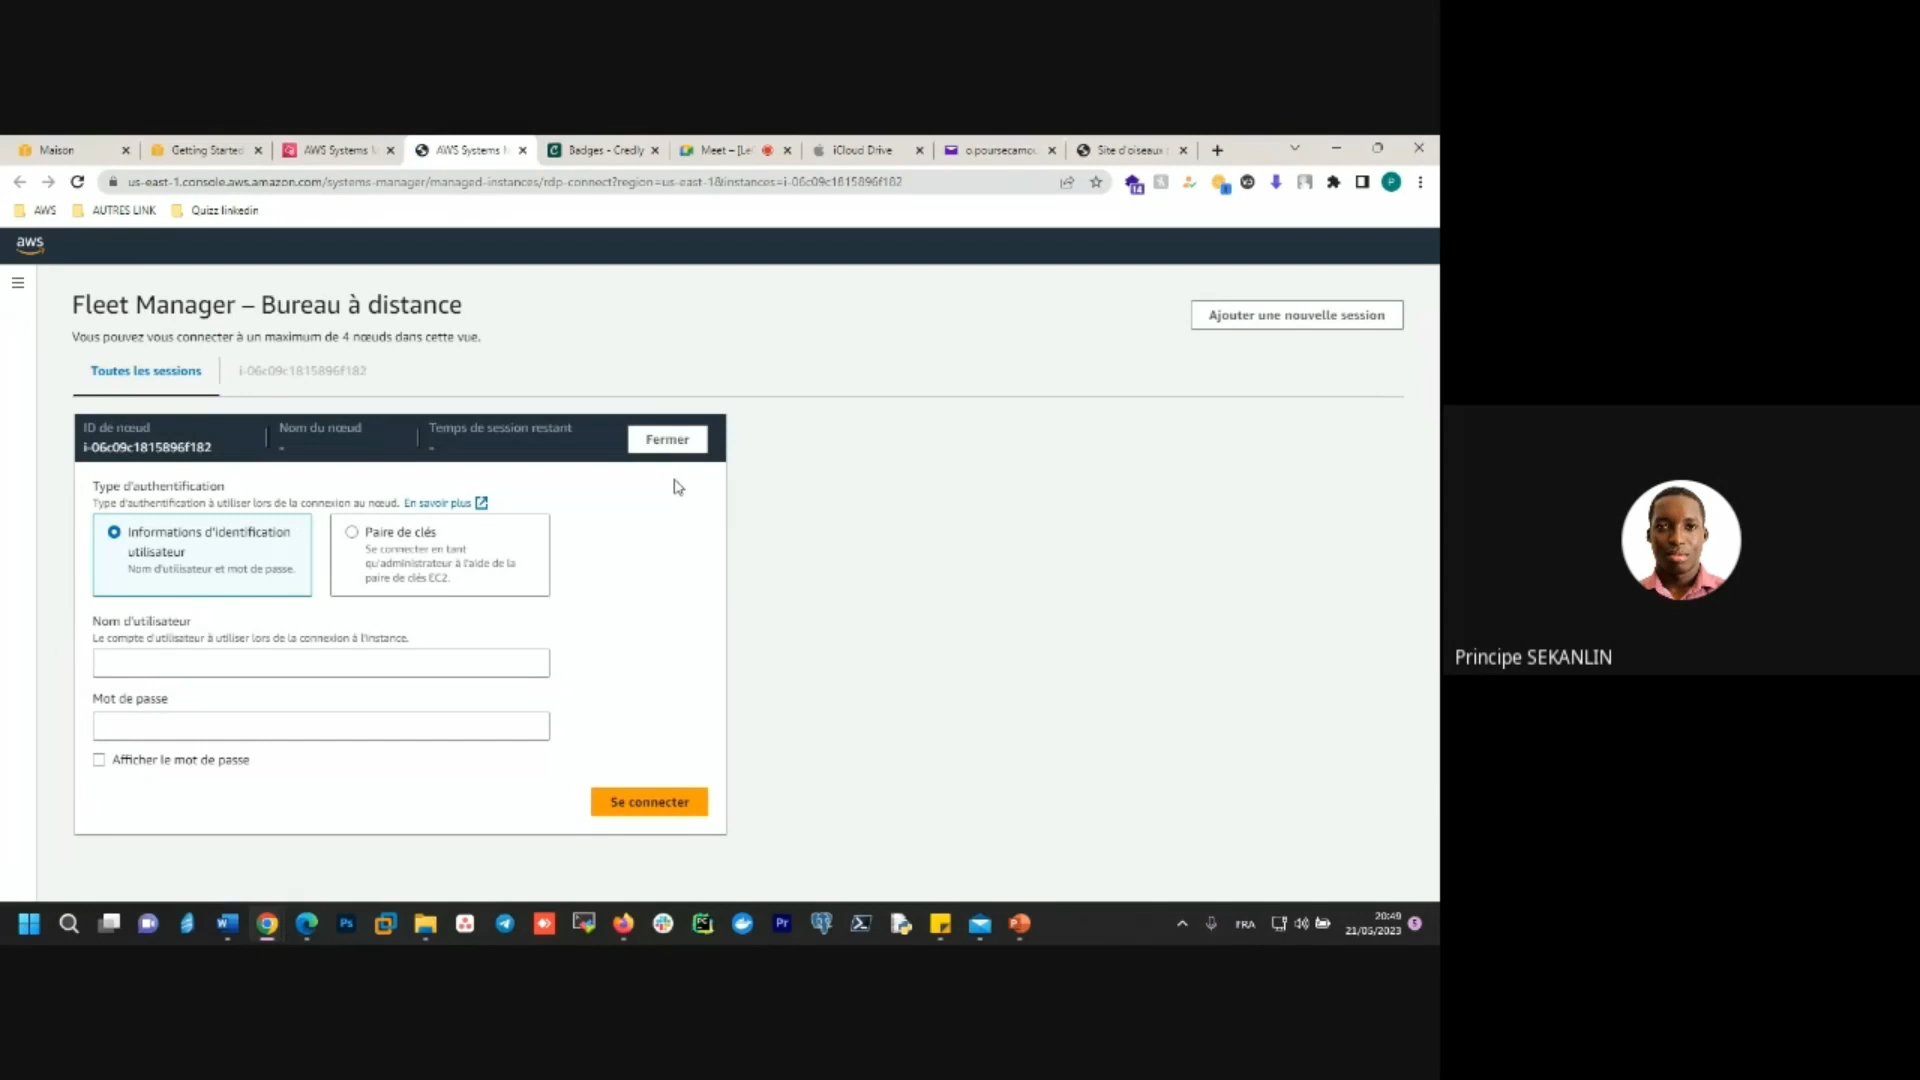 Maison
Getting Started
AWS Systems M
AWS Systems M
Badges - Credly
Meet – [Le
iCloud Drive
Site d'oiseaux
us-east-1.console.aws.amazon.com/systems-manager/managed-instances/rdp-connect?region=us-east-1&instances=i-06c09c1815896f182
AWS
AUTRES LINK
Quizz linkedin
aws
Fleet Manager – Bureau à distance
Ajouter une nouvelle session
Vous pouvez vous connecter à un maximum de 4 nœuds dans cette vue.
Toutes les sessions
i-06c09c1815896f182
ID de nœud
i-06c09c1815896f182
Nom du nœud
-
Temps de session restant
-
Fermer
Type d'authentification
Type d'authentification à utiliser lors de la connexion au nœud. En savoir plus
Informations d'identification
utilisateur
Nom d'utilisateur et mot de passe.
Paire de clés
Se connecter en tant
qu'administrateur à l'aide de la
paire de clés EC2.
Nom d'utilisateur
Le compte d'utilisateur à utiliser lors de la connexion à l'instance.
Mot de passe
Afficher le mot de passe
Se connecter
Principe SEKANLIN
FRA
20:49
21/05/2023